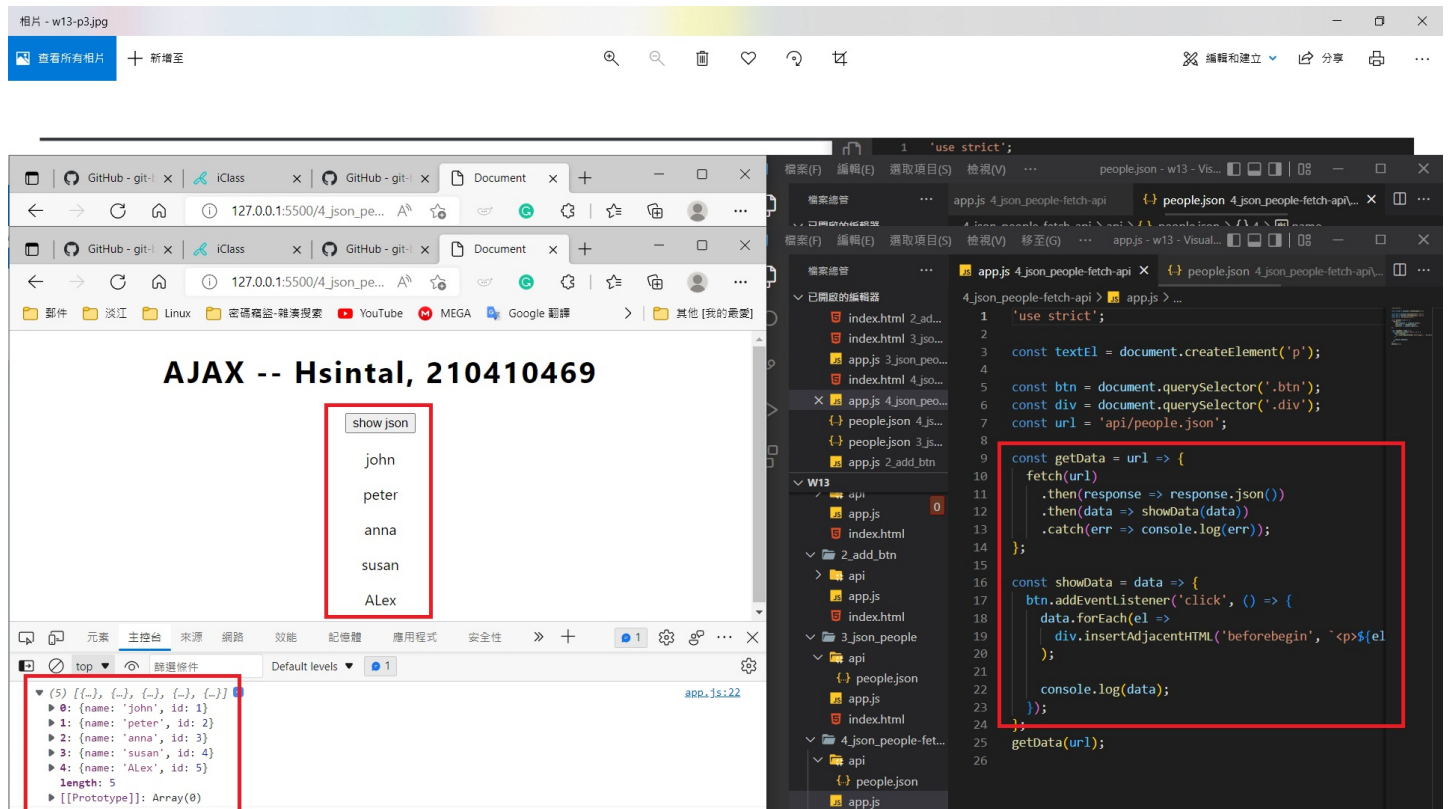 相片 - w13-p3.jpg
查看所有相片
新增至
編輯和建立
分享
1 'use strict';
GitHub - git-l
iClass
GitHub - git-l
Document
127.0.0.1:5500/4_json_pe...
檔案(F) 編輯(E) 選取項目(S) 檢視(V) ... people.json - w13 - Vis...
檔案總管 ...
app.js 4_json_people-fetch-api
people.json 4_json_people-fetch-api\...
GitHub - git-l
iClass
GitHub - git-l
Document
127.0.0.1:5500/4_json_pe...
郵件
淡江
Linux
密碼竊盜-雜湊搜索
YouTube
MEGA
Google 翻譯
其他 [我的最愛]
AJAX -- Hsintal, 210410469
show json
john
peter
anna
susan
ALex
元素 主控台 來源 網路 效能 記憶體 應用程式 安全性 1
top 篩選條件 Default levels 1
(5) [{…}, {…}, {…}, {…}, {…}]
app.js:22
0: {name: 'john', id: 1}
1: {name: 'peter', id: 2}
2: {name: 'anna', id: 3}
3: {name: 'susan', id: 4}
4: {name: 'ALex', id: 5}
length: 5
[[Prototype]]: Array(0)
檔案(F) 編輯(E) 選取項目(S) 檢視(V) 移至(G) ... app.js - w13 - Visual...
檔案總管 ...
已開啟的編輯器
index.html 2_ad...
index.html 3_jso...
app.js 3_json_peo...
index.html 4_jso...
app.js 4_json_peo...
people.json 4_js...
people.json 3_js...
app.js 2_add_btn
W13
api
0
app.js
index.html
2_add_btn
api
app.js
index.html
3_json_people
api
people.json
app.js
index.html
4_json_people-fet...
api
people.json
app.js
app.js 4_json_people-fetch-api
people.json 4_json_people-fetch-api\...
4_json_people-fetch-api > app.js > ...
1 'use strict';
2
3 const textEl = document.createElement('p');
4
5 const btn = document.querySelector('.btn');
6 const div = document.querySelector('.div');
7 const url = 'api/people.json';
8
9 const getData = url => {
10 fetch(url)
11 .then(response => response.json())
12 .then(data => showData(data))
13 .catch(err => console.log(err));
14 };
15
16 const showData = data => {
17 btn.addEventListener('click', () => {
18 data.forEach(el =>
19 div.insertAdjacentHTML('beforebegin', `<p>${el
20 );
21
22 console.log(data);
23 });
24 };
25 getData(url);
26